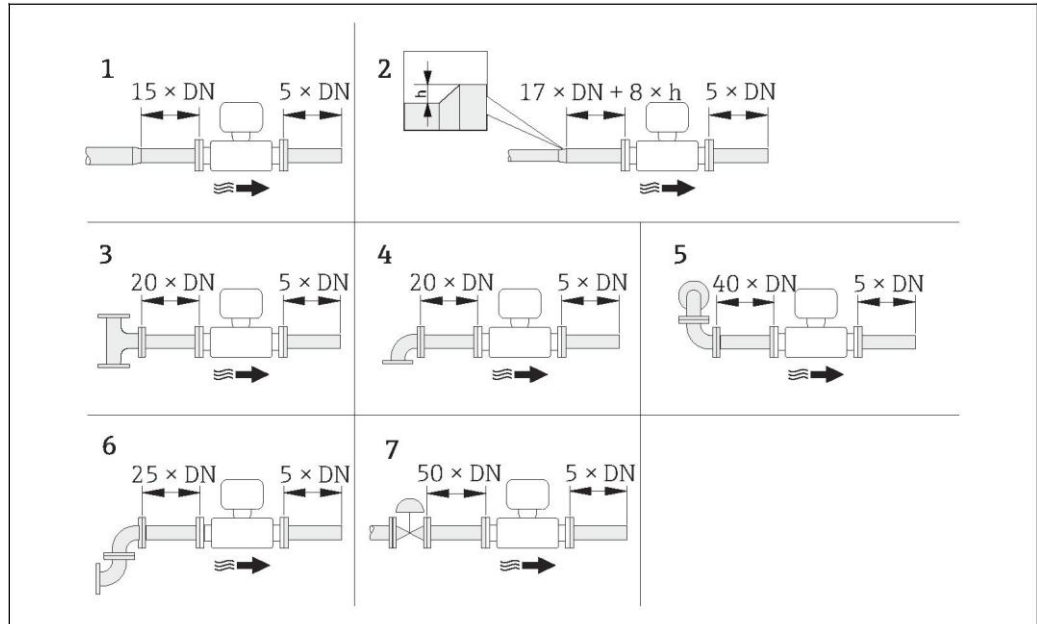 1
15 × DN 5 × DN
2
h
17 × DN + 8 × h 5 × DN
3
20 × DN 5 × DN
4
20 × DN 5 × DN
5
40 × DN 5 × DN
6
25 × DN 5 × DN
7
50 × DN 5 × DN